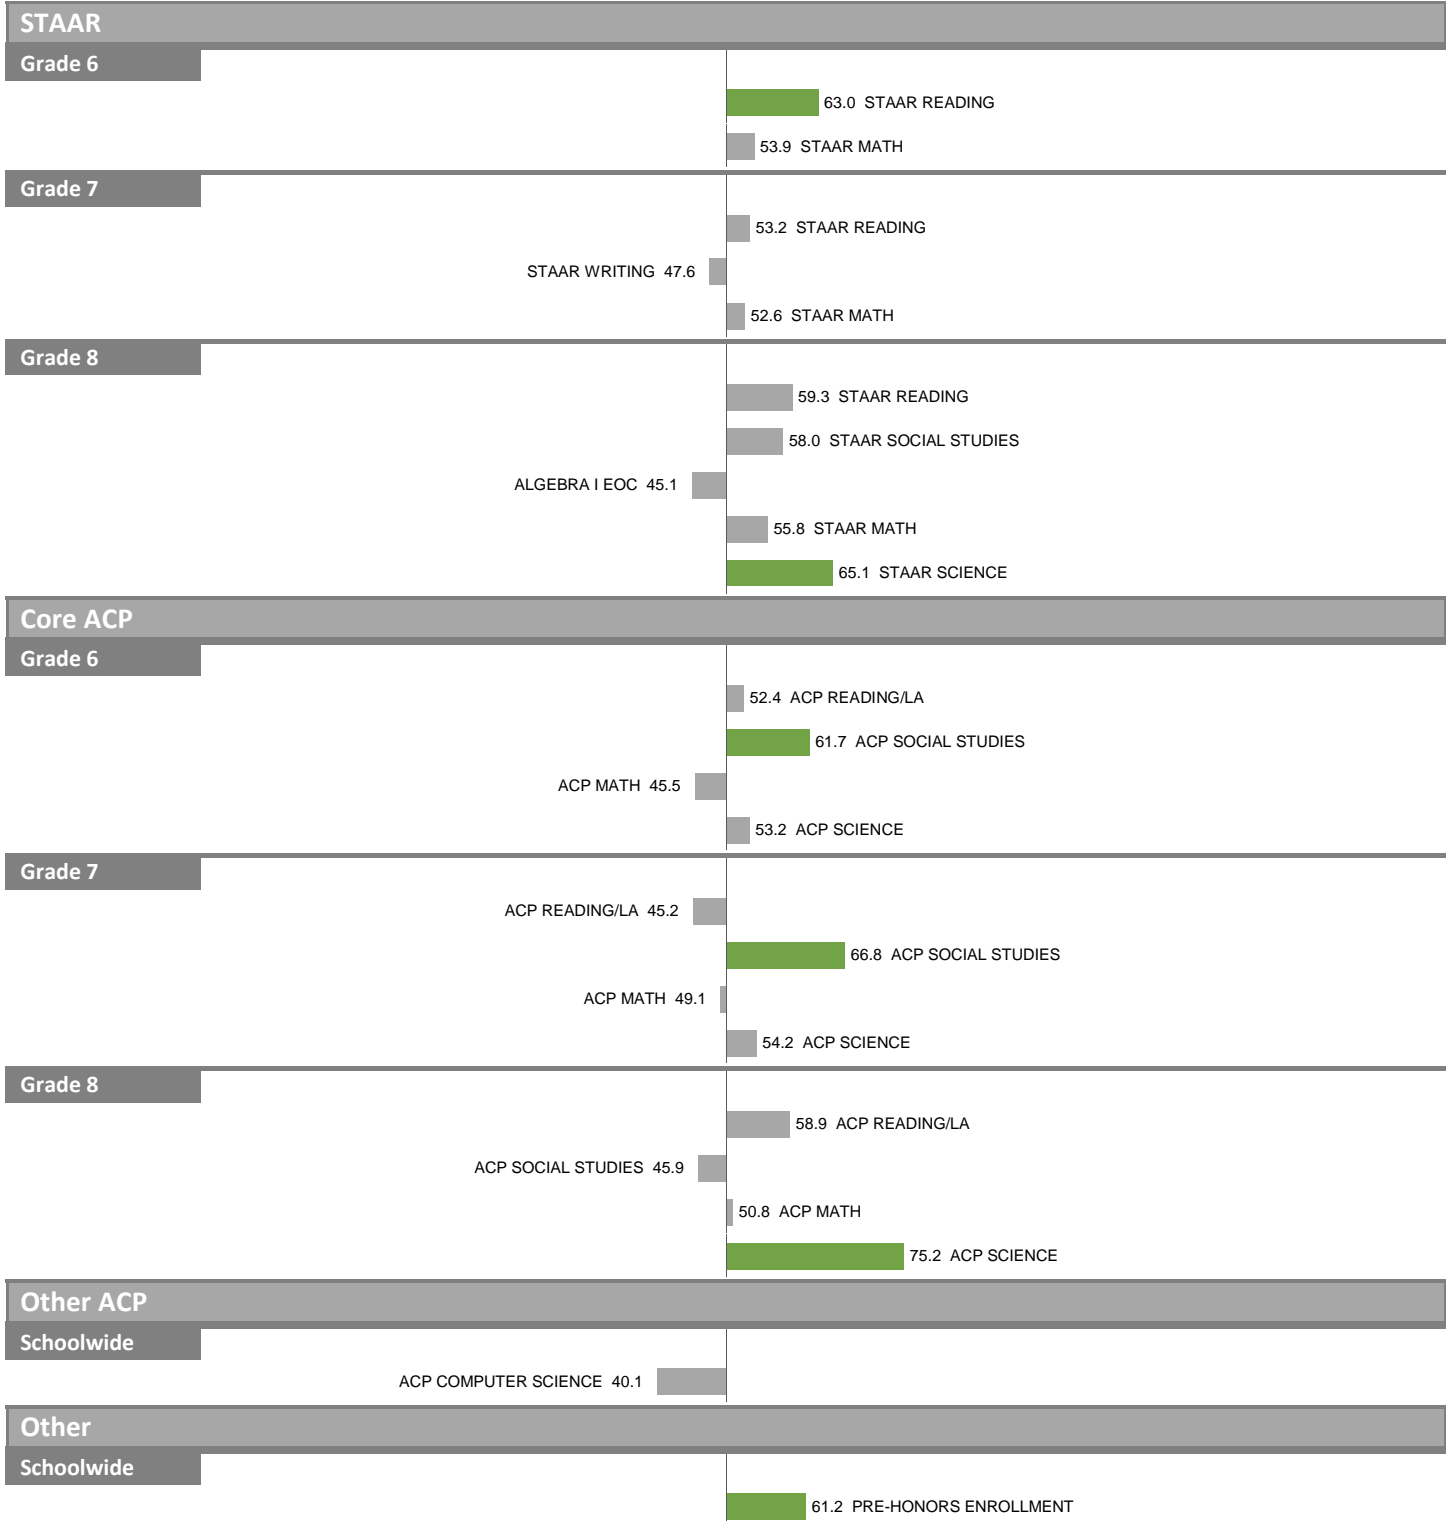 STAAR
Grade 6
63.0 STAAR READING
53.9 STAAR MATH
Grade 7
53.2 STAAR READING
STAAR WRITING 47.6
52.6 STAAR MATH
Grade 8
59.3 STAAR READING
58.0 STAAR SOCIAL STUDIES
ALGEBRA I EOC 45.1
55.8 STAAR MATH
65.1 STAAR SCIENCE
Core ACP
Grade 6
52.4 ACP READING/LA
61.7 ACP SOCIAL STUDIES
ACP MATH 45.5
53.2 ACP SCIENCE
Grade 7
ACP READING/LA 45.2
66.8 ACP SOCIAL STUDIES
ACP MATH 49.1
54.2 ACP SCIENCE
Grade 8
58.9 ACP READING/LA
ACP SOCIAL STUDIES 45.9
50.8 ACP MATH
75.2 ACP SCIENCE
Other ACP
Schoolwide
ACP COMPUTER SCIENCE 40.1
Other
Schoolwide
61.2 PRE-HONORS ENROLLMENT